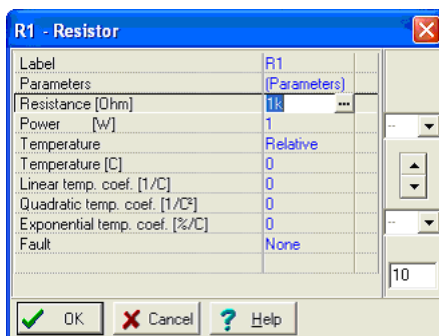 R1 - Resistor
Label R1
Parameters (Parameters)
Resistance [Ohm] 1k ...
Power [W] 1
Temperature Relative
Temperature [C] 0
Linear temp. coef. [1/C] 0
Quadratic temp. coef. [1/C²] 0
Exponential temp. coef. [%/C] 0
Fault None
--
--
10
OK Cancel ? Help